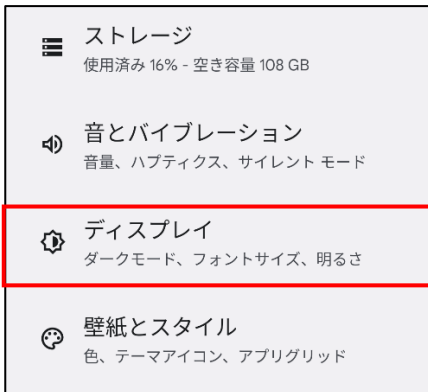 ストレージ
使用済み 16% - 空き容量 108 GB
音とバイブレーション
音量、ハプティクス、サイレント モード
ディスプレイ
ダークモード、フォントサイズ、明るさ
壁紙とスタイル
色、テーマアイコン、アプリグリッド